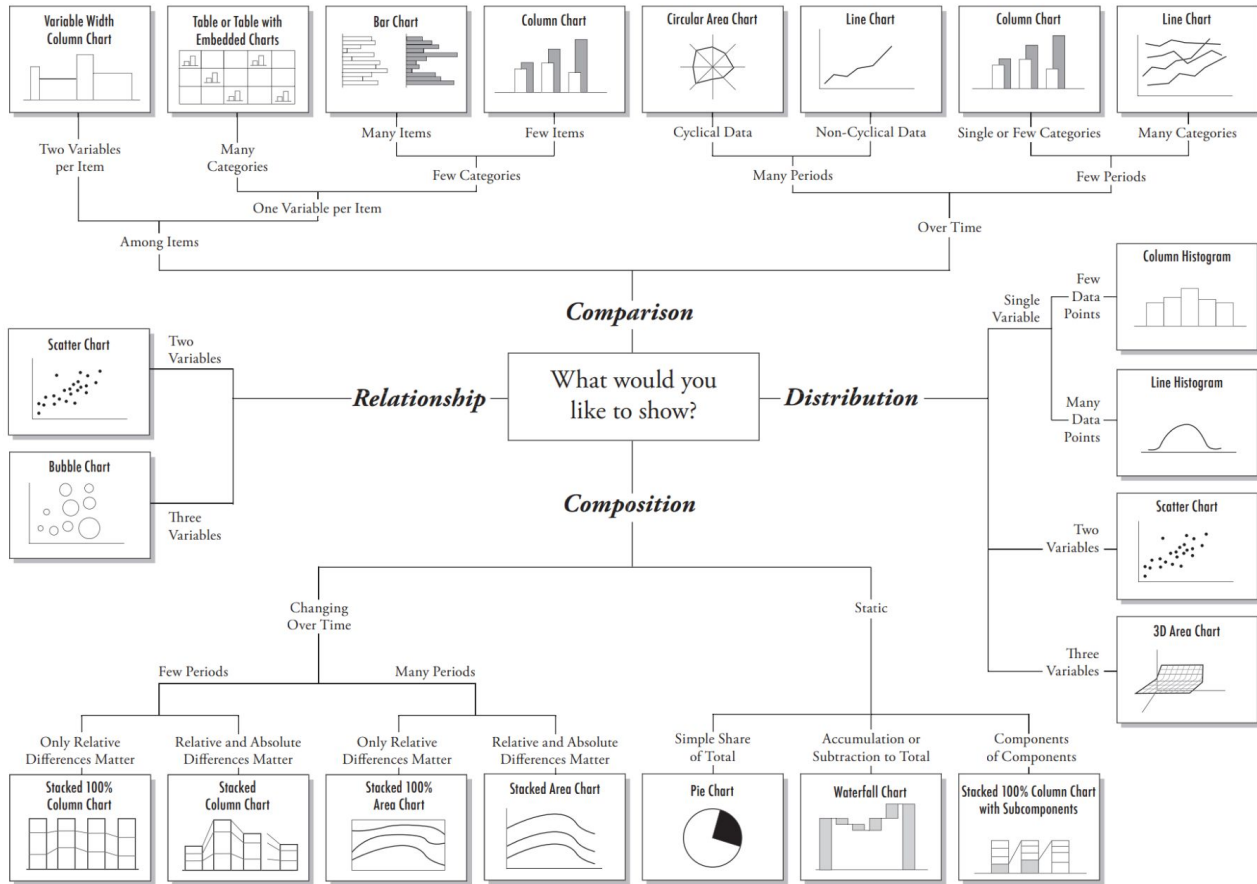 Variable Width
Column Chart
Table or Table with
Embedded Charts
Bar Chart
Column Chart
Circular Area Chart
Line Chart
Column Chart
Line Chart
Two Variables
per Item
Many
Categories
Many Items
Few Items
Cyclical Data
Non-Cyclical Data
Single or Few Categories
Many Categories
Few Categories
Many Periods
Few Periods
One Variable per Item
Among Items
Over Time
Comparison
What would you
like to show?
Relationship
Two
Variables
Scatter Chart
Bubble Chart
Three
Variables
Distribution
Single
Variable
Few
Data
Points
Column Histogram
Many
Data
Points
Line Histogram
Two
Variables
Scatter Chart
Three
Variables
3D Area Chart
Composition
Changing
Over Time
Static
Few Periods
Many Periods
Only Relative
Differences Matter
Relative and Absolute
Differences Matter
Only Relative
Differences Matter
Relative and Absolute
Differences Matter
Simple Share
of Total
Accumulation or
Subtraction to Total
Components
of Components
Stacked 100%
Column Chart
Stacked
Column Chart
Stacked 100%
Area Chart
Stacked Area Chart
Pie Chart
Waterfall Chart
Stacked 100% Column Chart
with Subcomponents